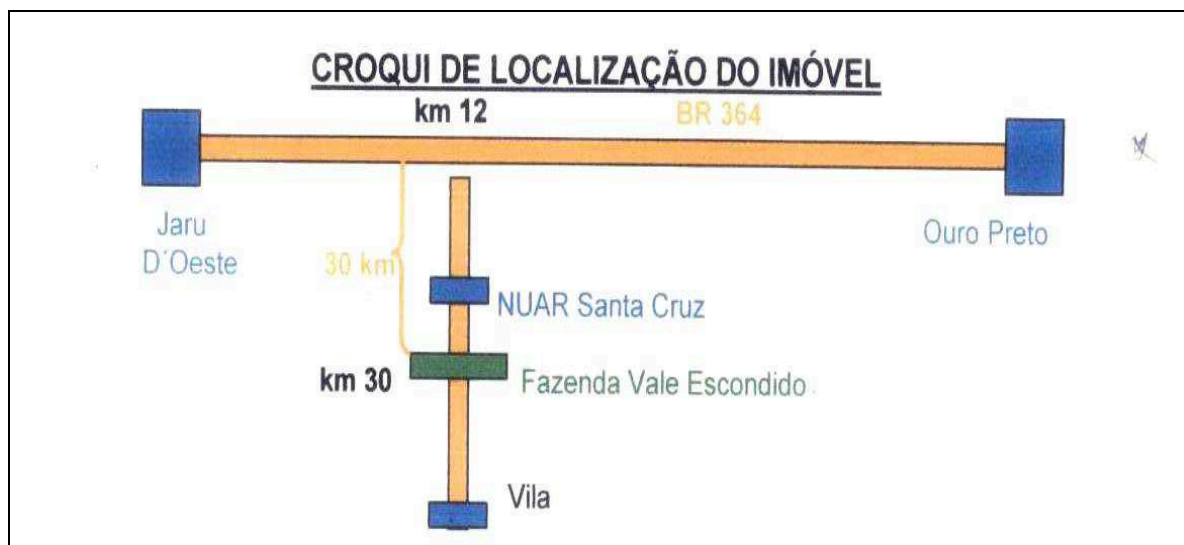 CROQUI DE LOCALIZAÇÃO DO IMÓVEL
km 12
BR 364
Jaru
D´Oeste
Ouro Preto
30 km
NUAR Santa Cruz
km 30
Fazenda Vale Escondido
Vila